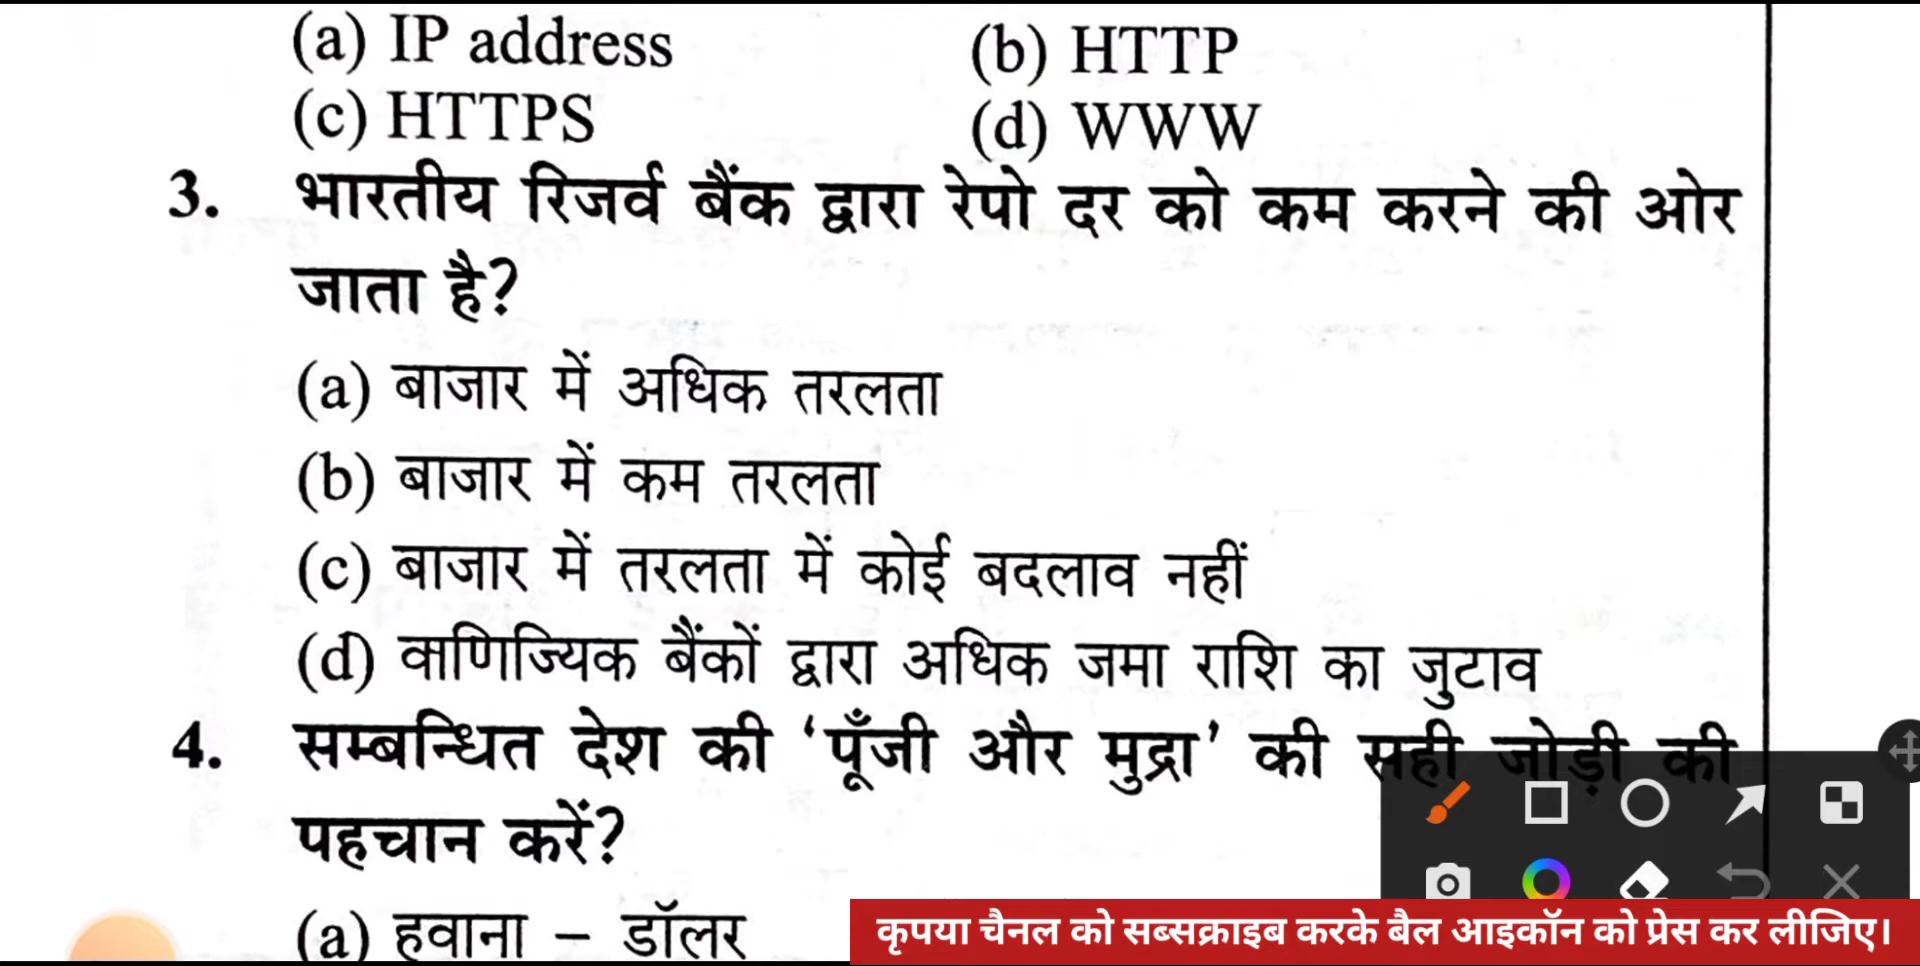 (a) IP address (b) HTTP
(c) HTTPS (d) WWW
3. भारतीय रिजर्व बैंक द्वारा रेपो दर को कम करने की ओर
जाता है?
(a) बाजार में अधिक तरलता
(b) बाजार में कम तरलता
(c) बाजार में तरलता में कोई बदलाव नहीं
(d) वाणिज्यिक बैंकों द्वारा अधिक जमा राशि का जुटाव
4. सम्बन्धित देश की ‘पूँजी और मुद्रा’ की सही जोड़ी की
पहचान करें?
(a) हवाना – डॉलर
कृपया चैनल को सब्सक्राइब करके बैल आइकॉन को प्रेस कर लीजिए।